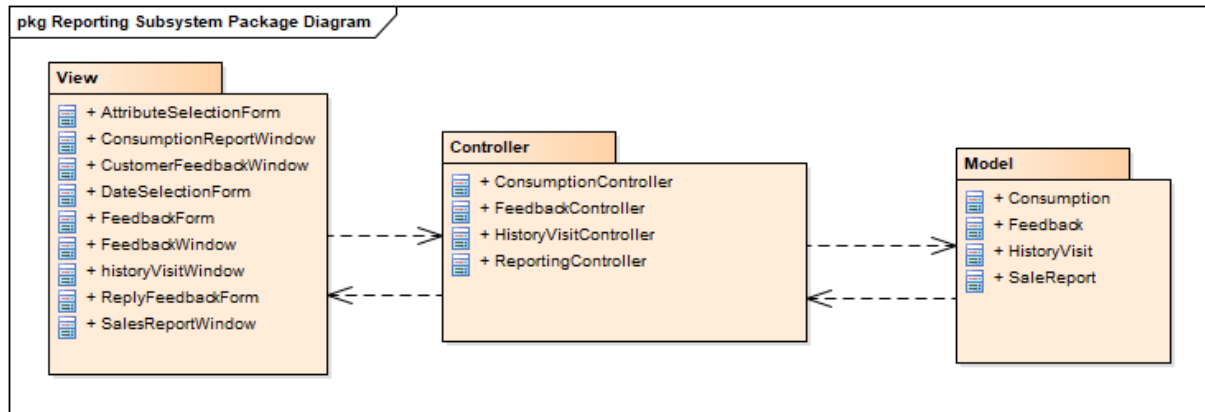 pkg Reporting Subsystem Package Diagram
View
+ AttributeSelectionForm
+ ConsumptionReportWindow
+ CustomerFeedbackWindow
+ DateSelectionForm
+ FeedbackForm
+ FeedbackWindow
+ historyVisitWindow
+ ReplyFeedbackForm
+ SalesReportWindow
Controller
+ ConsumptionController
+ FeedbackController
+ HistoryVisitController
+ ReportingController
Model
+ Consumption
+ Feedback
+ HistoryVisit
+ SaleReport